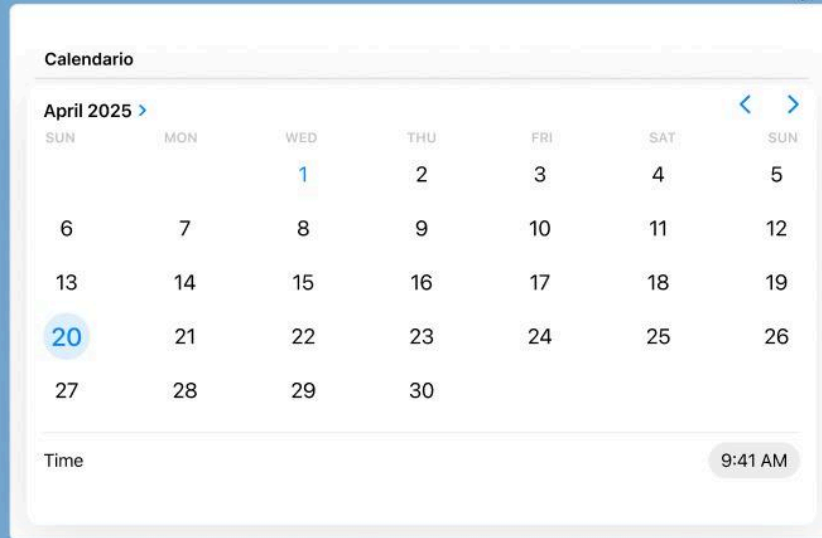 Calendario
April 2025 >
SUN MON WED THU FRI SAT SUN
1 2 3 4 5
6 7 8 9 10 11 12
13 14 15 16 17 18 19
20 21 22 23 24 25 26
27 28 29 30
Time 9:41 AM